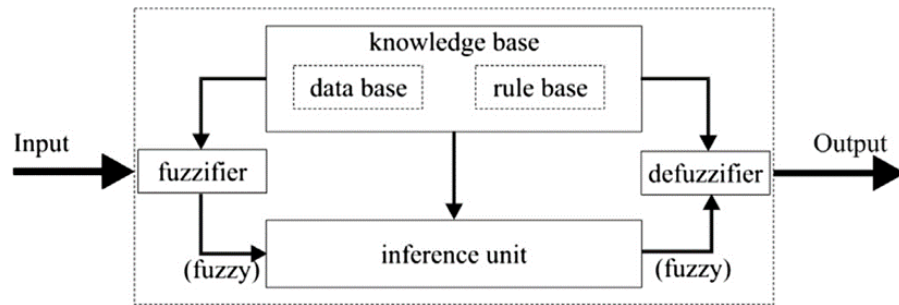 knowledge base
data base
rule base
Input
Output
fuzzifier
defuzzifier
inference unit
(fuzzy)
(fuzzy)